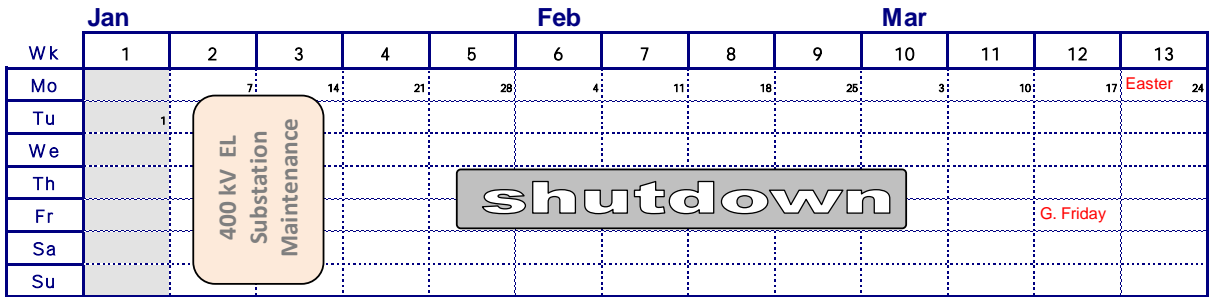 Jan Feb Mar
Wk 1 2 3 4 5 6 7 8 9 10 11 12 13
Mo 7 14 21 28 4 11 18 25 3 10 17 Easter 24
Tu 1
We
Th
Fr G. Friday
Sa
Su
400 kV EL
Substation
Maintenance
shutdown